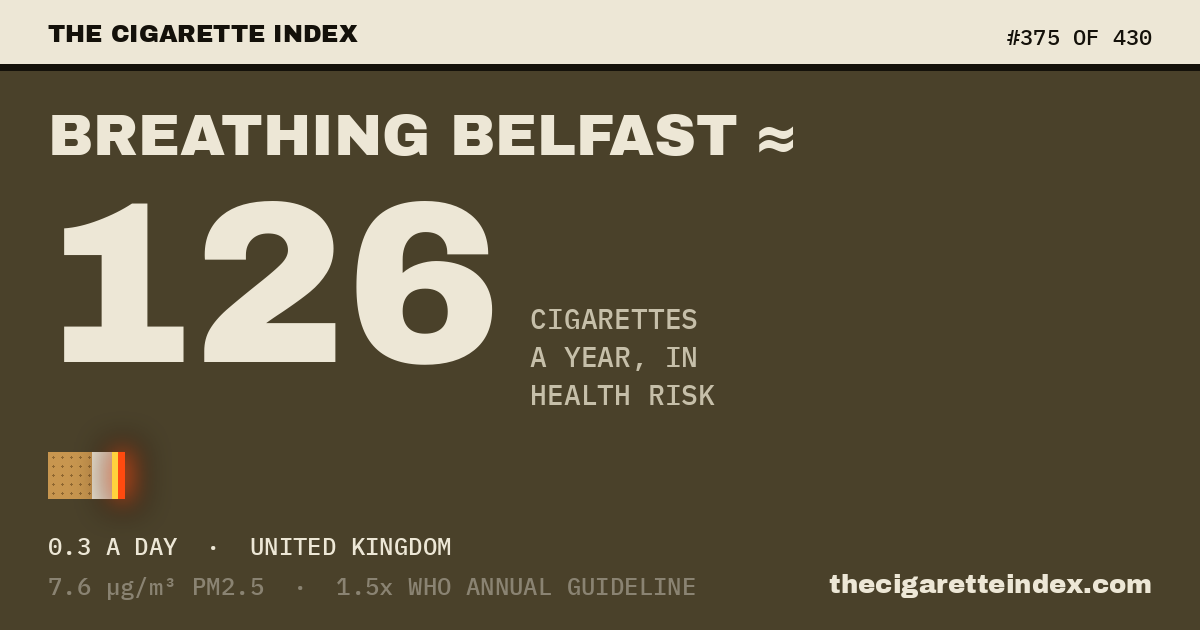 THE CIGARETTE INDEX
#375 OF 430
BREATHING BELFAST ≈
126
CIGARETTES
A YEAR, IN
HEALTH RISK
0.3 A DAY · UNITED KINGDOM
7.6 µg/m³ PM2.5 · 1.5x WHO ANNUAL GUIDELINE
thecigaretteindex.com